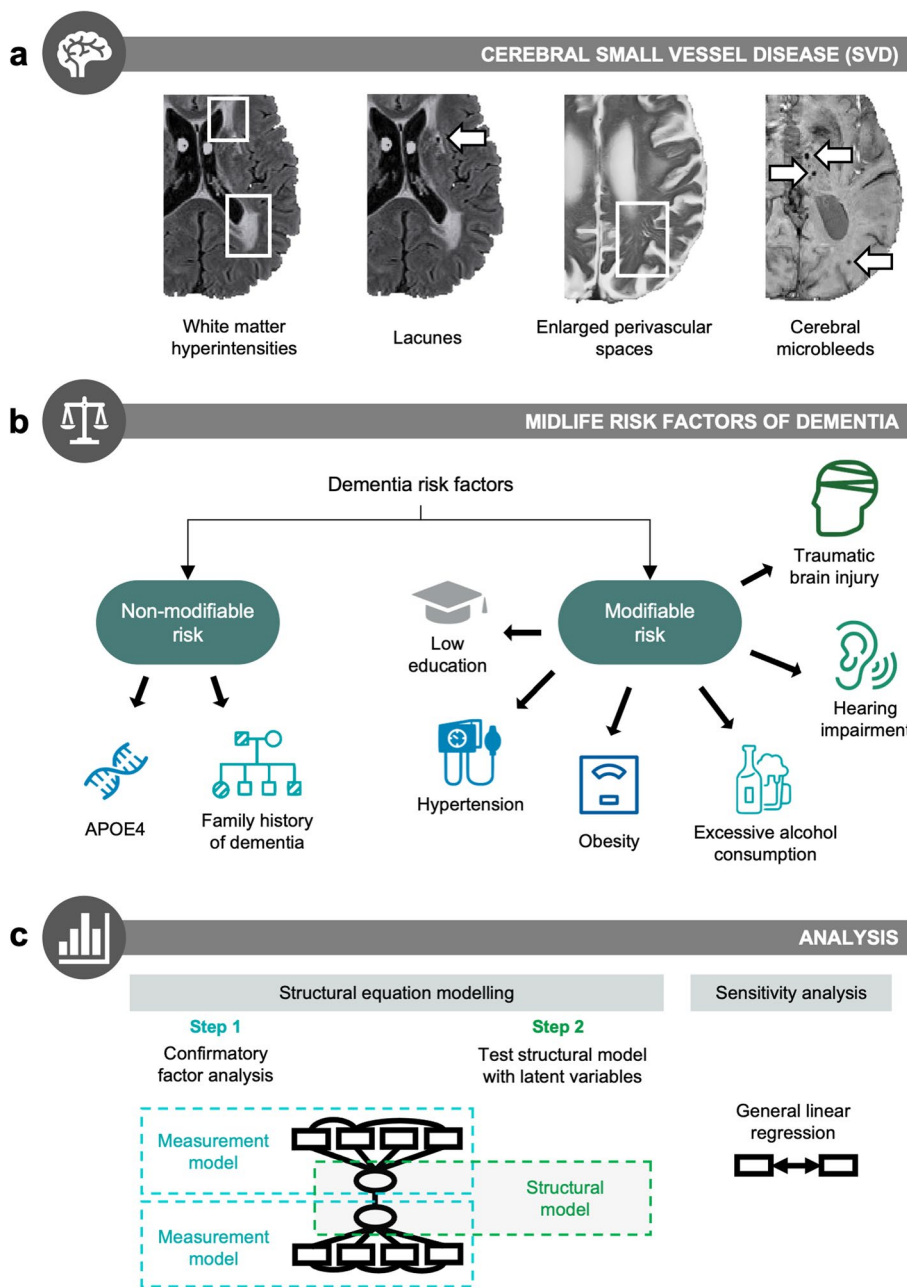 a
CEREBRAL SMALL VESSEL DISEASE (SVD)
White matter
hyperintensities
Lacunes
Enlarged perivascular
spaces
Cerebral
microbleeds
b
MIDLIFE RISK FACTORS OF DEMENTIA
Dementia risk factors
Non-modifiable
risk
Modifiable
risk
Traumatic
brain injury
Low
education
Hearing
impairment
APOE4
Family history
of dementia
Hypertension
Obesity
Excessive alcohol
consumption
c
ANALYSIS
Structural equation modelling
Sensitivity analysis
Step 1
Confirmatory
factor analysis
Step 2
Test structural model
with latent variables
General linear
regression
Measurement
model
Structural
model
Measurement
model